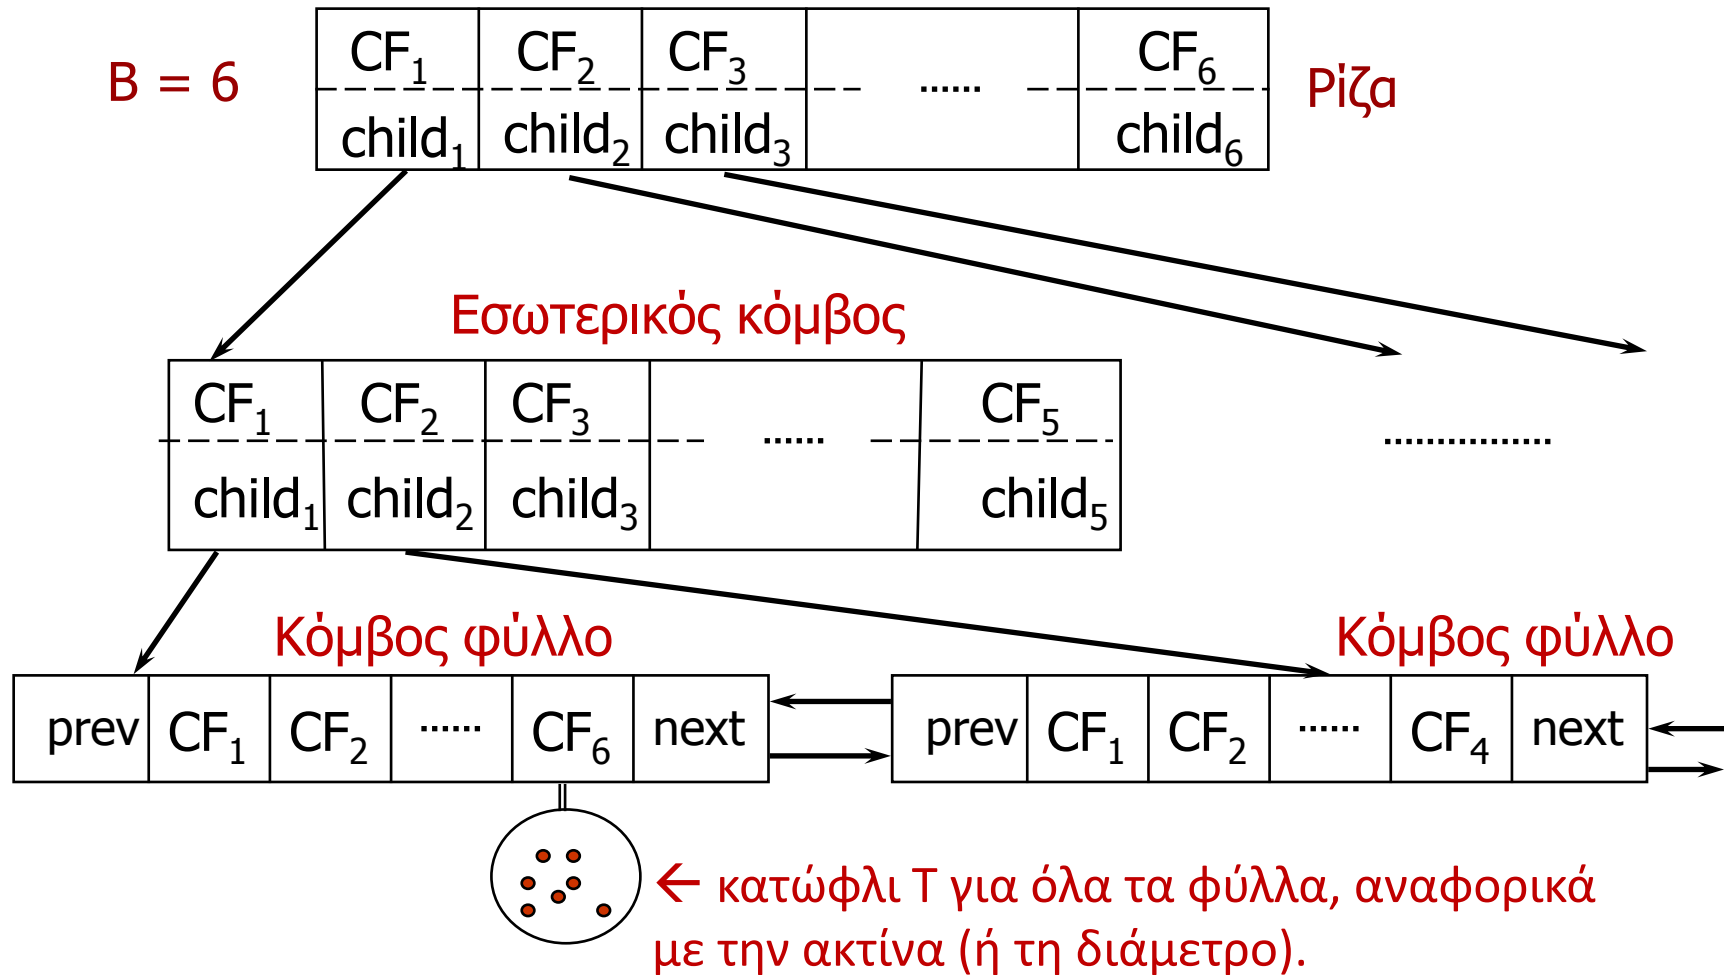 B = 6
CF1 CF2 CF3 ...... CF6
child1 child2 child3 child6
Ρίζα
Εσωτερικός κόμβος
CF1 CF2 CF3 ...... CF5
child1 child2 child3 child5
................
Κόμβος φύλλο
Κόμβος φύλλο
prev CF1 CF2 ...... CF6 next
prev CF1 CF2 ...... CF4 next
← κατώφλι Τ για όλα τα φύλλα, αναφορικά
με την ακτίνα (ή τη διάμετρο).